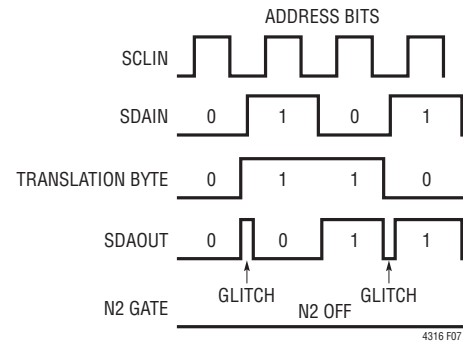 ADDRESS BITS
SCLIN
SDAIN 0 1 0 1
TRANSLATION BYTE 0 1 1 0
SDAOUT 0 0 1 1
GLITCH GLITCH
N2 GATE N2 OFF
4316 F07